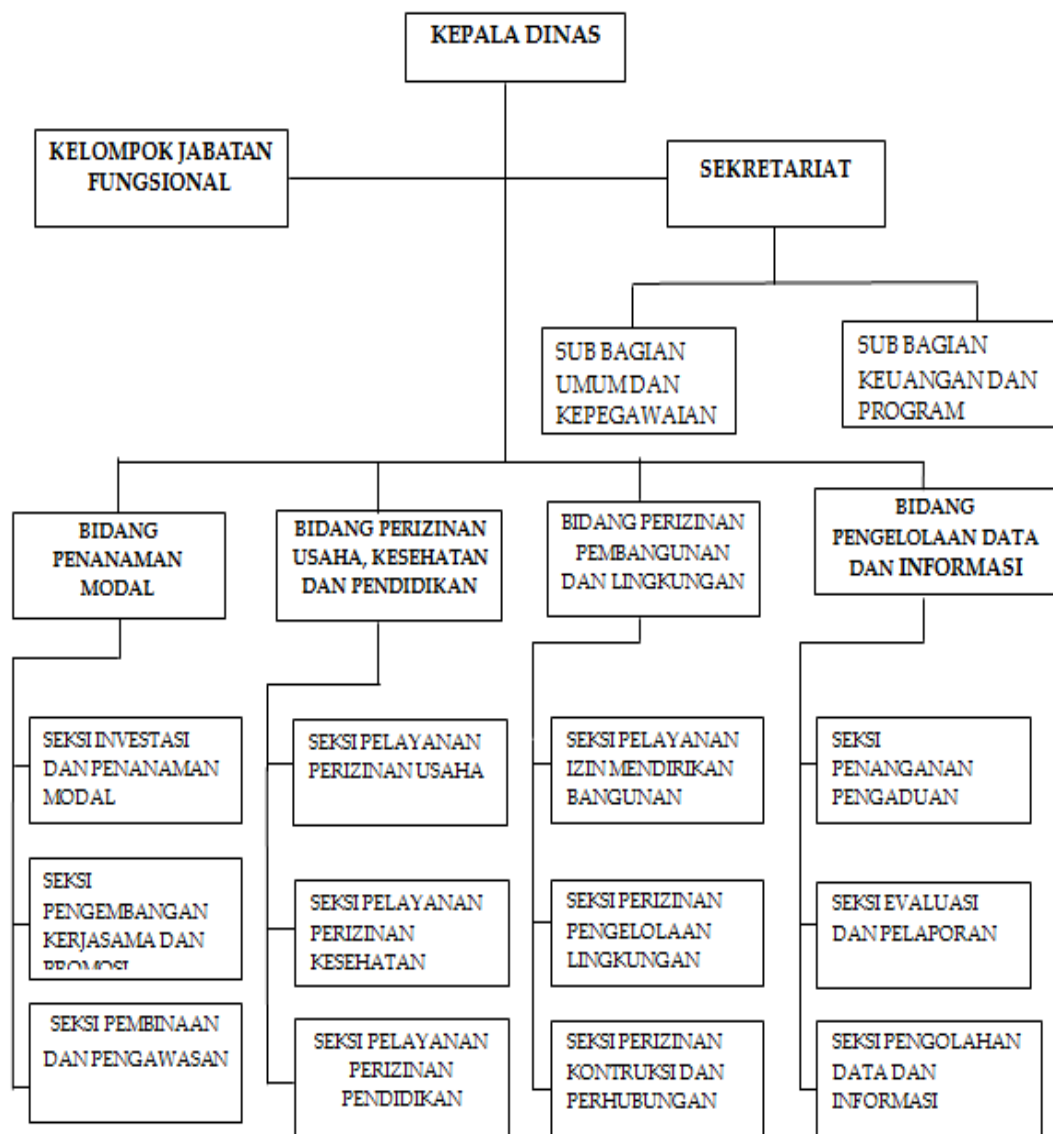 KEPALA DINAS
KELOMPOK JABATAN
FUNGSIONAL
SEKRETARIAT
SUB BAGIAN
UMUM DAN
KEPEGAWAIAN
SUB BAGIAN
KEUANGAN DAN
PROGRAM
BIDANG
PENANAMAN
MODAL
BIDANG PERIZINAN
USAHA, KESEHATAN
DAN PENDIDIKAN
BIDANG PERIZINAN
PEMBANGUNAN
DAN LINGKUNGAN
BIDANG
PENGELOLAAN DATA
DAN INFORMASI
SEKSI INVESTASI
DAN PENANAMAN
MODAL
SEKSI
PENGEMBANGAN
KERJASAMA DAN
PROMOSI
SEKSI PEMBINAAN
DAN PENGAWASAN
SEKSI PELAYANAN
PERIZINAN USAHA
SEKSI PELAYANAN
PERIZINAN
KESEHATAN
SEKSI PELAYANAN
PERIZINAN
PENDIDIKAN
SEKSI PELAYANAN
IZIN MENDIRIKAN
BANGUNAN
SEKSI PERIZINAN
PENGELOLAAN
LINGKUNGAN
SEKSI PERIZINAN
KONTRUKSI DAN
PERHUBUNGAN
SEKSI
PENANGANAN
PENGADUAN
SEKSI EVALUASI
DAN PELAPORAN
SEKSI PENGOLAHAN
DATA DAN
INFORMASI